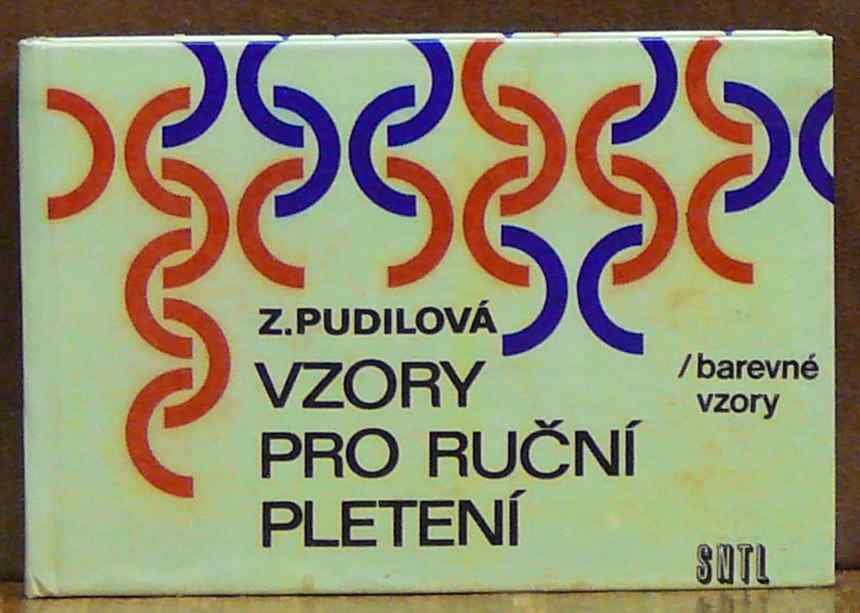 Z.PUDILOVÁ
VZORY
PRO RUČNÍ
PLETENÍ
/barevné
vzory
SNTL